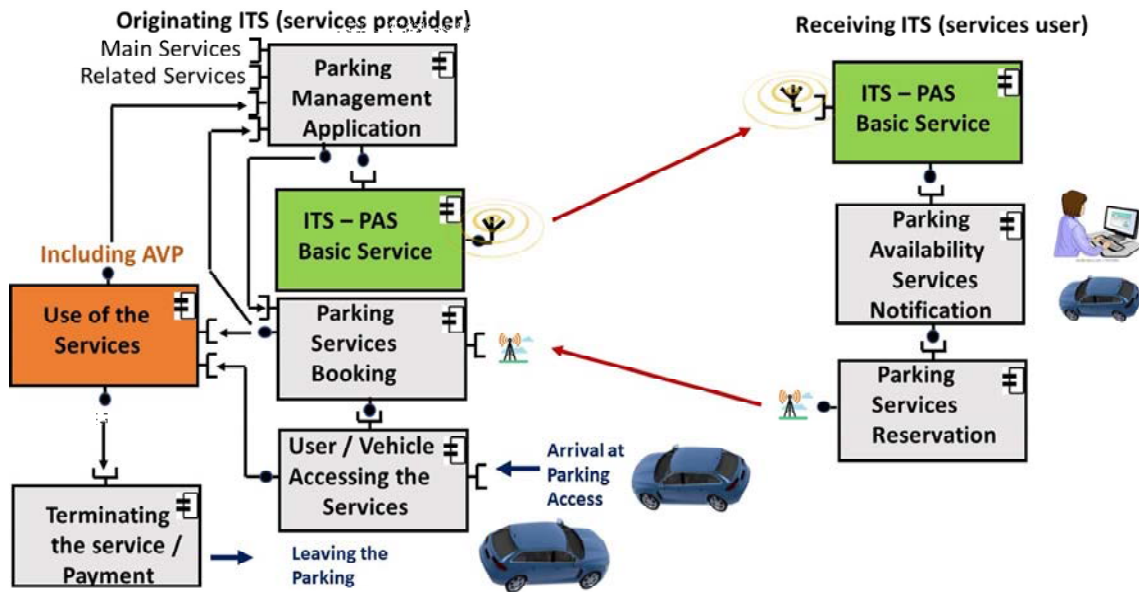 Originating ITS (services provider)
Main Services
Related Services
Parking
Management
Application
ITS – PAS
Basic Service
Including AVP
Use of the
Services
Parking
Services
Booking
User / Vehicle
Accessing the
Services
Arrival at
Parking
Access
Terminating
the service /
Payment
Leaving the
Parking
Receiving ITS (services user)
ITS – PAS
Basic Service
Parking
Availability
Services
Notification
Parking
Services
Reservation